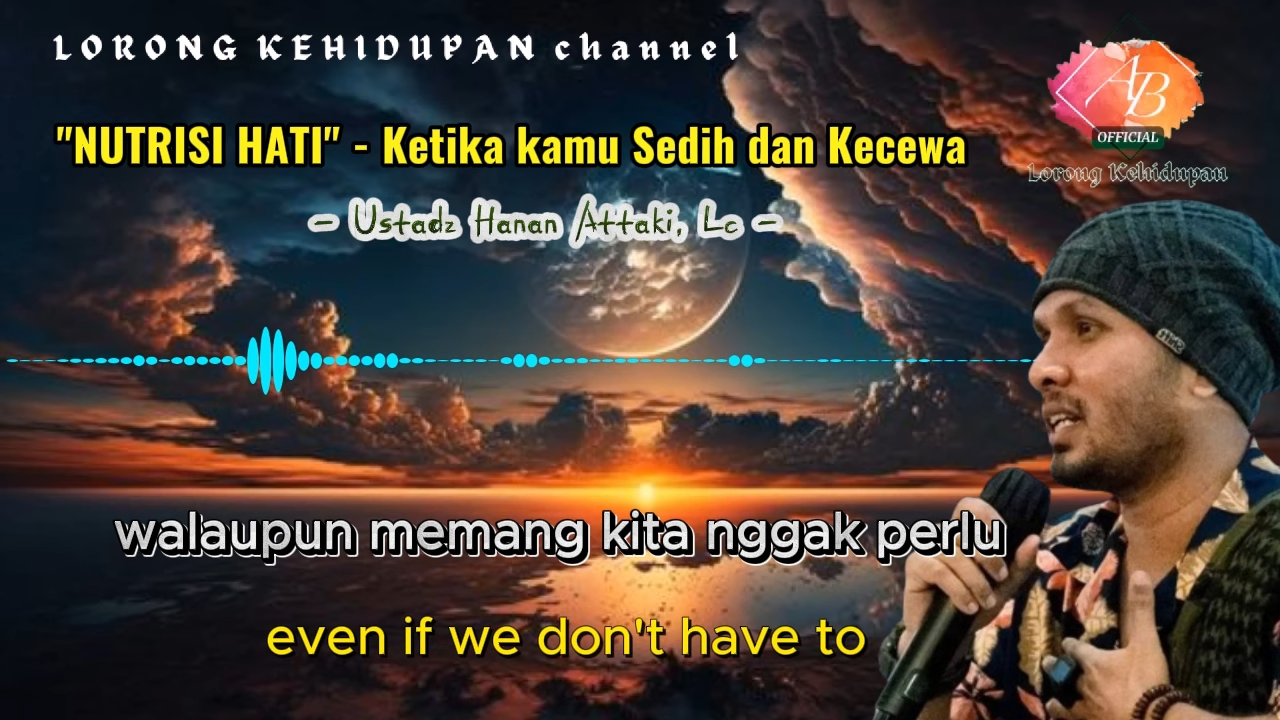 LORONG KEHIDUPAN channel
AB
OFFICIAL
Lorong Kehidupan
"NUTRISI HATI" - Ketika kamu Sedih dan Kecewa
- Ustadz Hanan Attaki, Lc -
walaupun memang kita nggak perlu
even if we don't have to